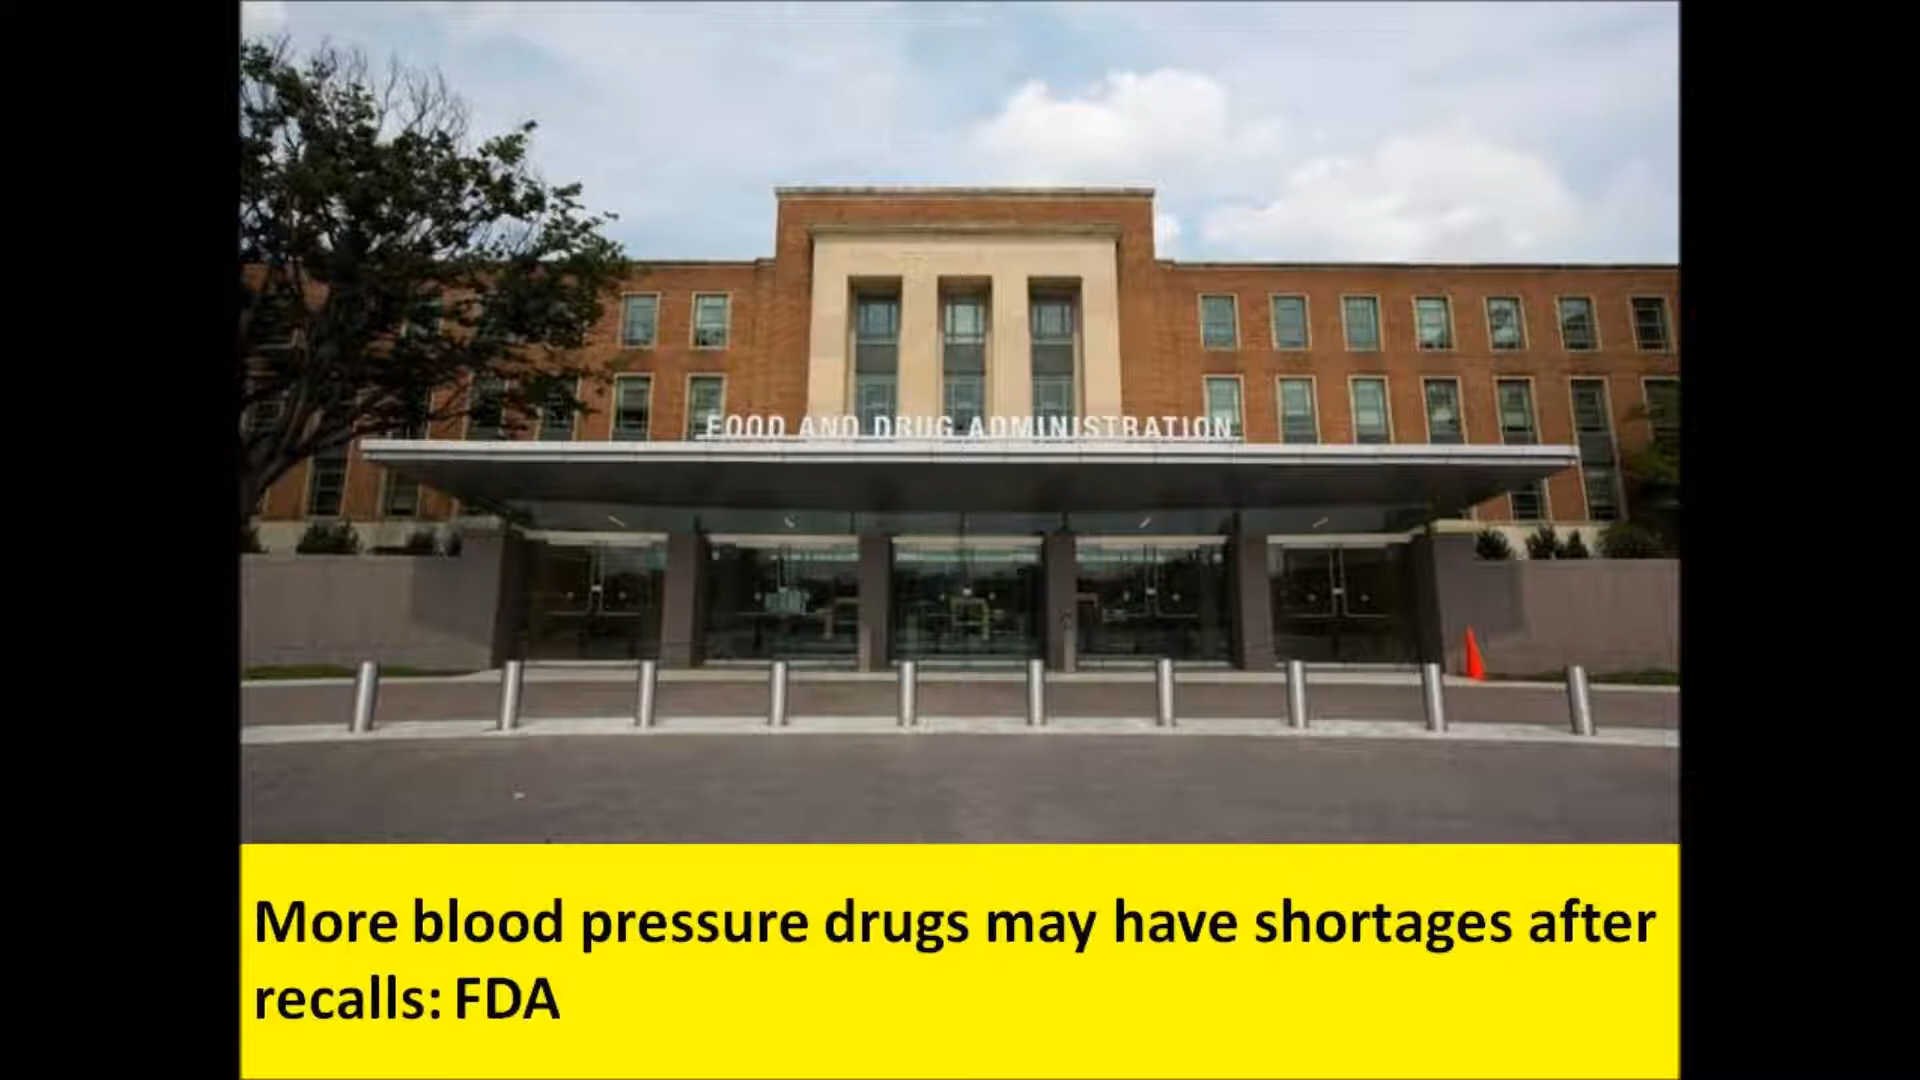 FOOD AND DRUG ADMINISTRATION
More blood pressure drugs may have shortages after
recalls: FDA